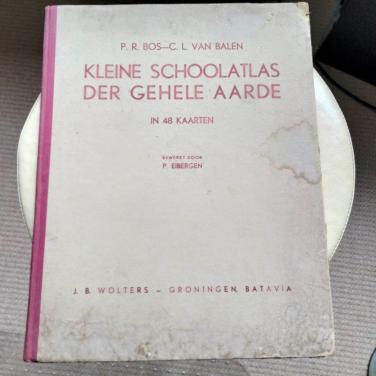 P. R. BOS—C. L. VAN BALEN
KLEINE SCHOOLATLAS
DER GEHELE AARDE
IN 48 KAARTEN
BEWERKT DOOR
P. EIBERGEN
J. B. WOLTERS – GRONINGEN, BATAVIA